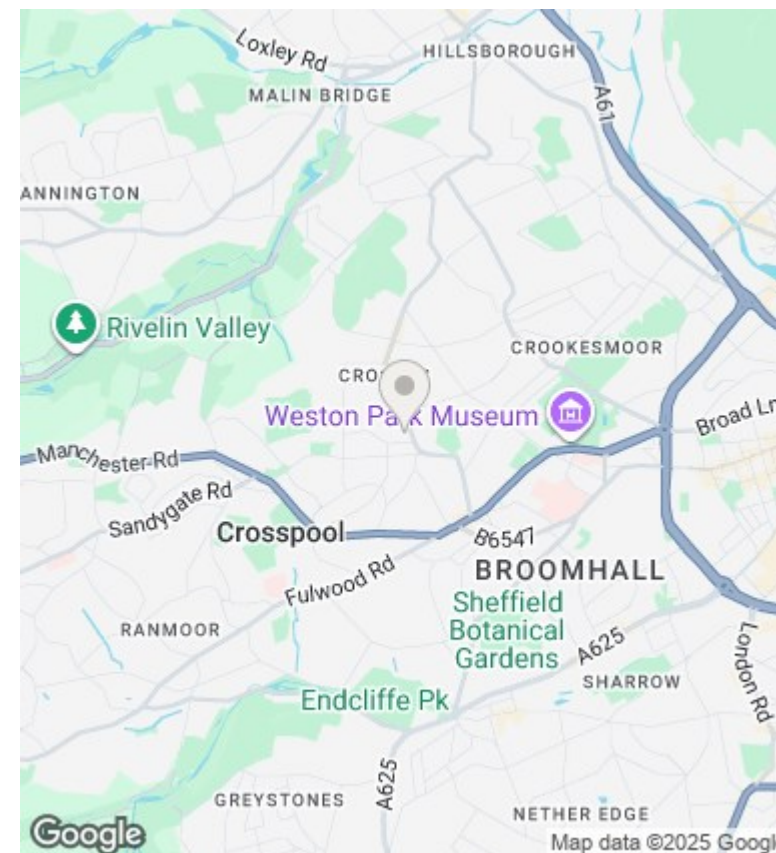 Loxley Rd
HILLSBOROUGH
MALIN BRIDGE
A61
ANNINGTON
Rivelin Valley
CROOKESMOOR
CRO
Weston Park Museum
Broad Ln
Manchester Rd
Sandygate Rd
Crosspool
B6547
BROOMHALL
Fulwood Rd
Sheffield
Botanical
Gardens
RANMOOR
A625
London Rd
SHARROW
Endcliffe Pk
A625
GREYSTONES
NETHER EDGE
Google
Map data ©2025 Googl